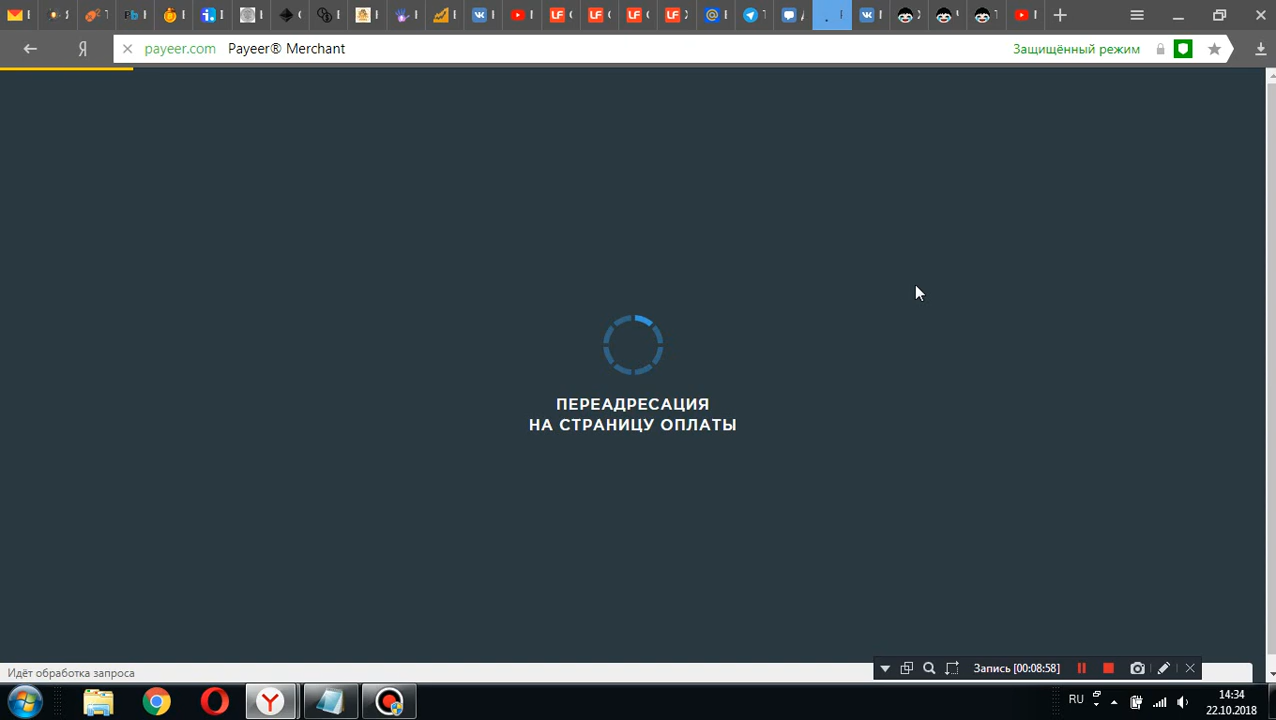 payeer.com Payeer® Merchant Защищённый режим
ПЕРЕАДРЕСАЦИЯ
НА СТРАНИЦУ ОПЛАТЫ
Идёт обработка запроса
Запись [00:08:58]
RU
14:34
22.10.2018